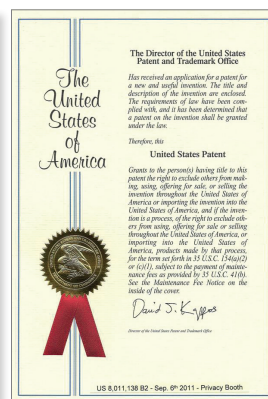 The
United
States
of
America
The Director of the United States
Patent and Trademark Office
Has received an application for a patent for
a new and useful invention. The title and
description of the invention are enclosed.
The requirements of law have been com-
plied with, and it has been determined that
a patent on the invention shall be granted
under the law.
Therefore, this
United States Patent
Grants to the person(s) having title to this
patent the right to exclude others from mak-
ing, using, offering for sale, or selling the
invention throughout the United States of
America or importing the invention into the
United States of America, and if the inven-
tion is a process, of the right to exclude oth-
ers from using, offering for sale or selling
throughout the United States of America, or
importing into the United States of
America, products made by that process,
for the term set forth in 35 U.S.C. 154(a)(2)
or (c)(1), subject to the payment of mainte-
nance fees as provided by 35 U.S.C. 41(b).
See the Maintenance Fee Notice on the
inside of the cover.
David J. Kappos
Director of the United States Patent and Trademark Office
US 8,011,138 B2 - Sep. 6th 2011 - Privacy Booth